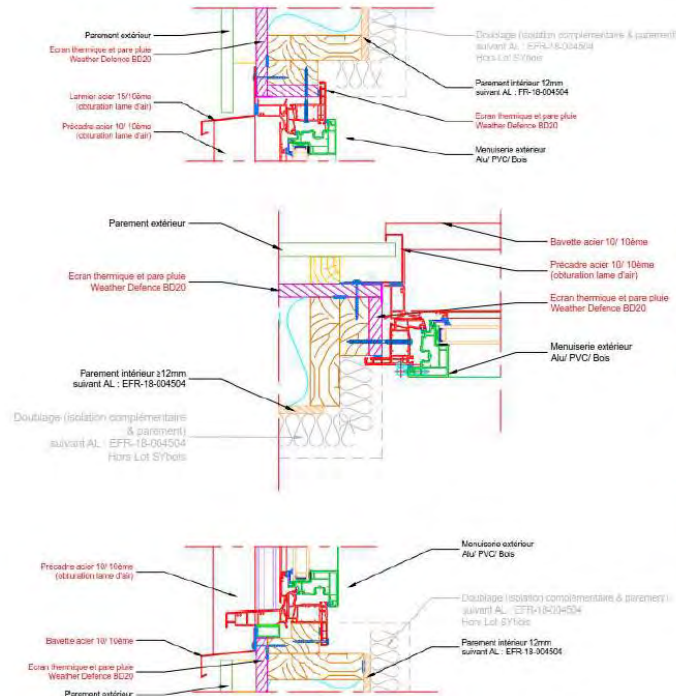 Parement extérieur
Ecran thermique et pare pluie
Weather Defence BD20
Larmier acier 15/10ème
(obturation lame d'air)
Précadre acier 10/ 10ème
(obturation lame d'air)
Doublage (isolation complémentaire & parement)
suivant AL : EFR-18-004504
Hors Lot SYbois
Parement intérieur 12mm
suivant AL : FR-18-004504
Ecran thermique et pare pluie
Weather Defence BD20
Menuiserie extérieur
Alu/ PVC/ Bois
Parement extérieur
Ecran thermique et pare pluie
Weather Defence BD20
Parement intérieur ≥12mm
suivant AL : EFR-18-004504
Doublage (isolation complémentaire
& parement)
suivant AL : EFR-18-004504
Hors Lot SYbois
Bavette acier 10/ 10ème
Précadre acier 10/ 10ème
(obturation lame d'air)
Ecran thermique et pare pluie
Weather Defence BD20
Menuiserie extérieur
Alu/ PVC/ Bois
Précadre acier 10/ 10ème
(obturation lame d'air)
Bavette acier 10/ 10ème
Ecran thermique et pare pluie
Weather Defence BD20
Parement extérieur
Menuiserie extérieur
Alu/ PVC/ Bois
Doublage (isolation complémentaire & parement)
suivant AL : EFR-18-004504
Hors Lot SYbois
Parement intérieur 12mm
suivant AL : EFR-18-004504